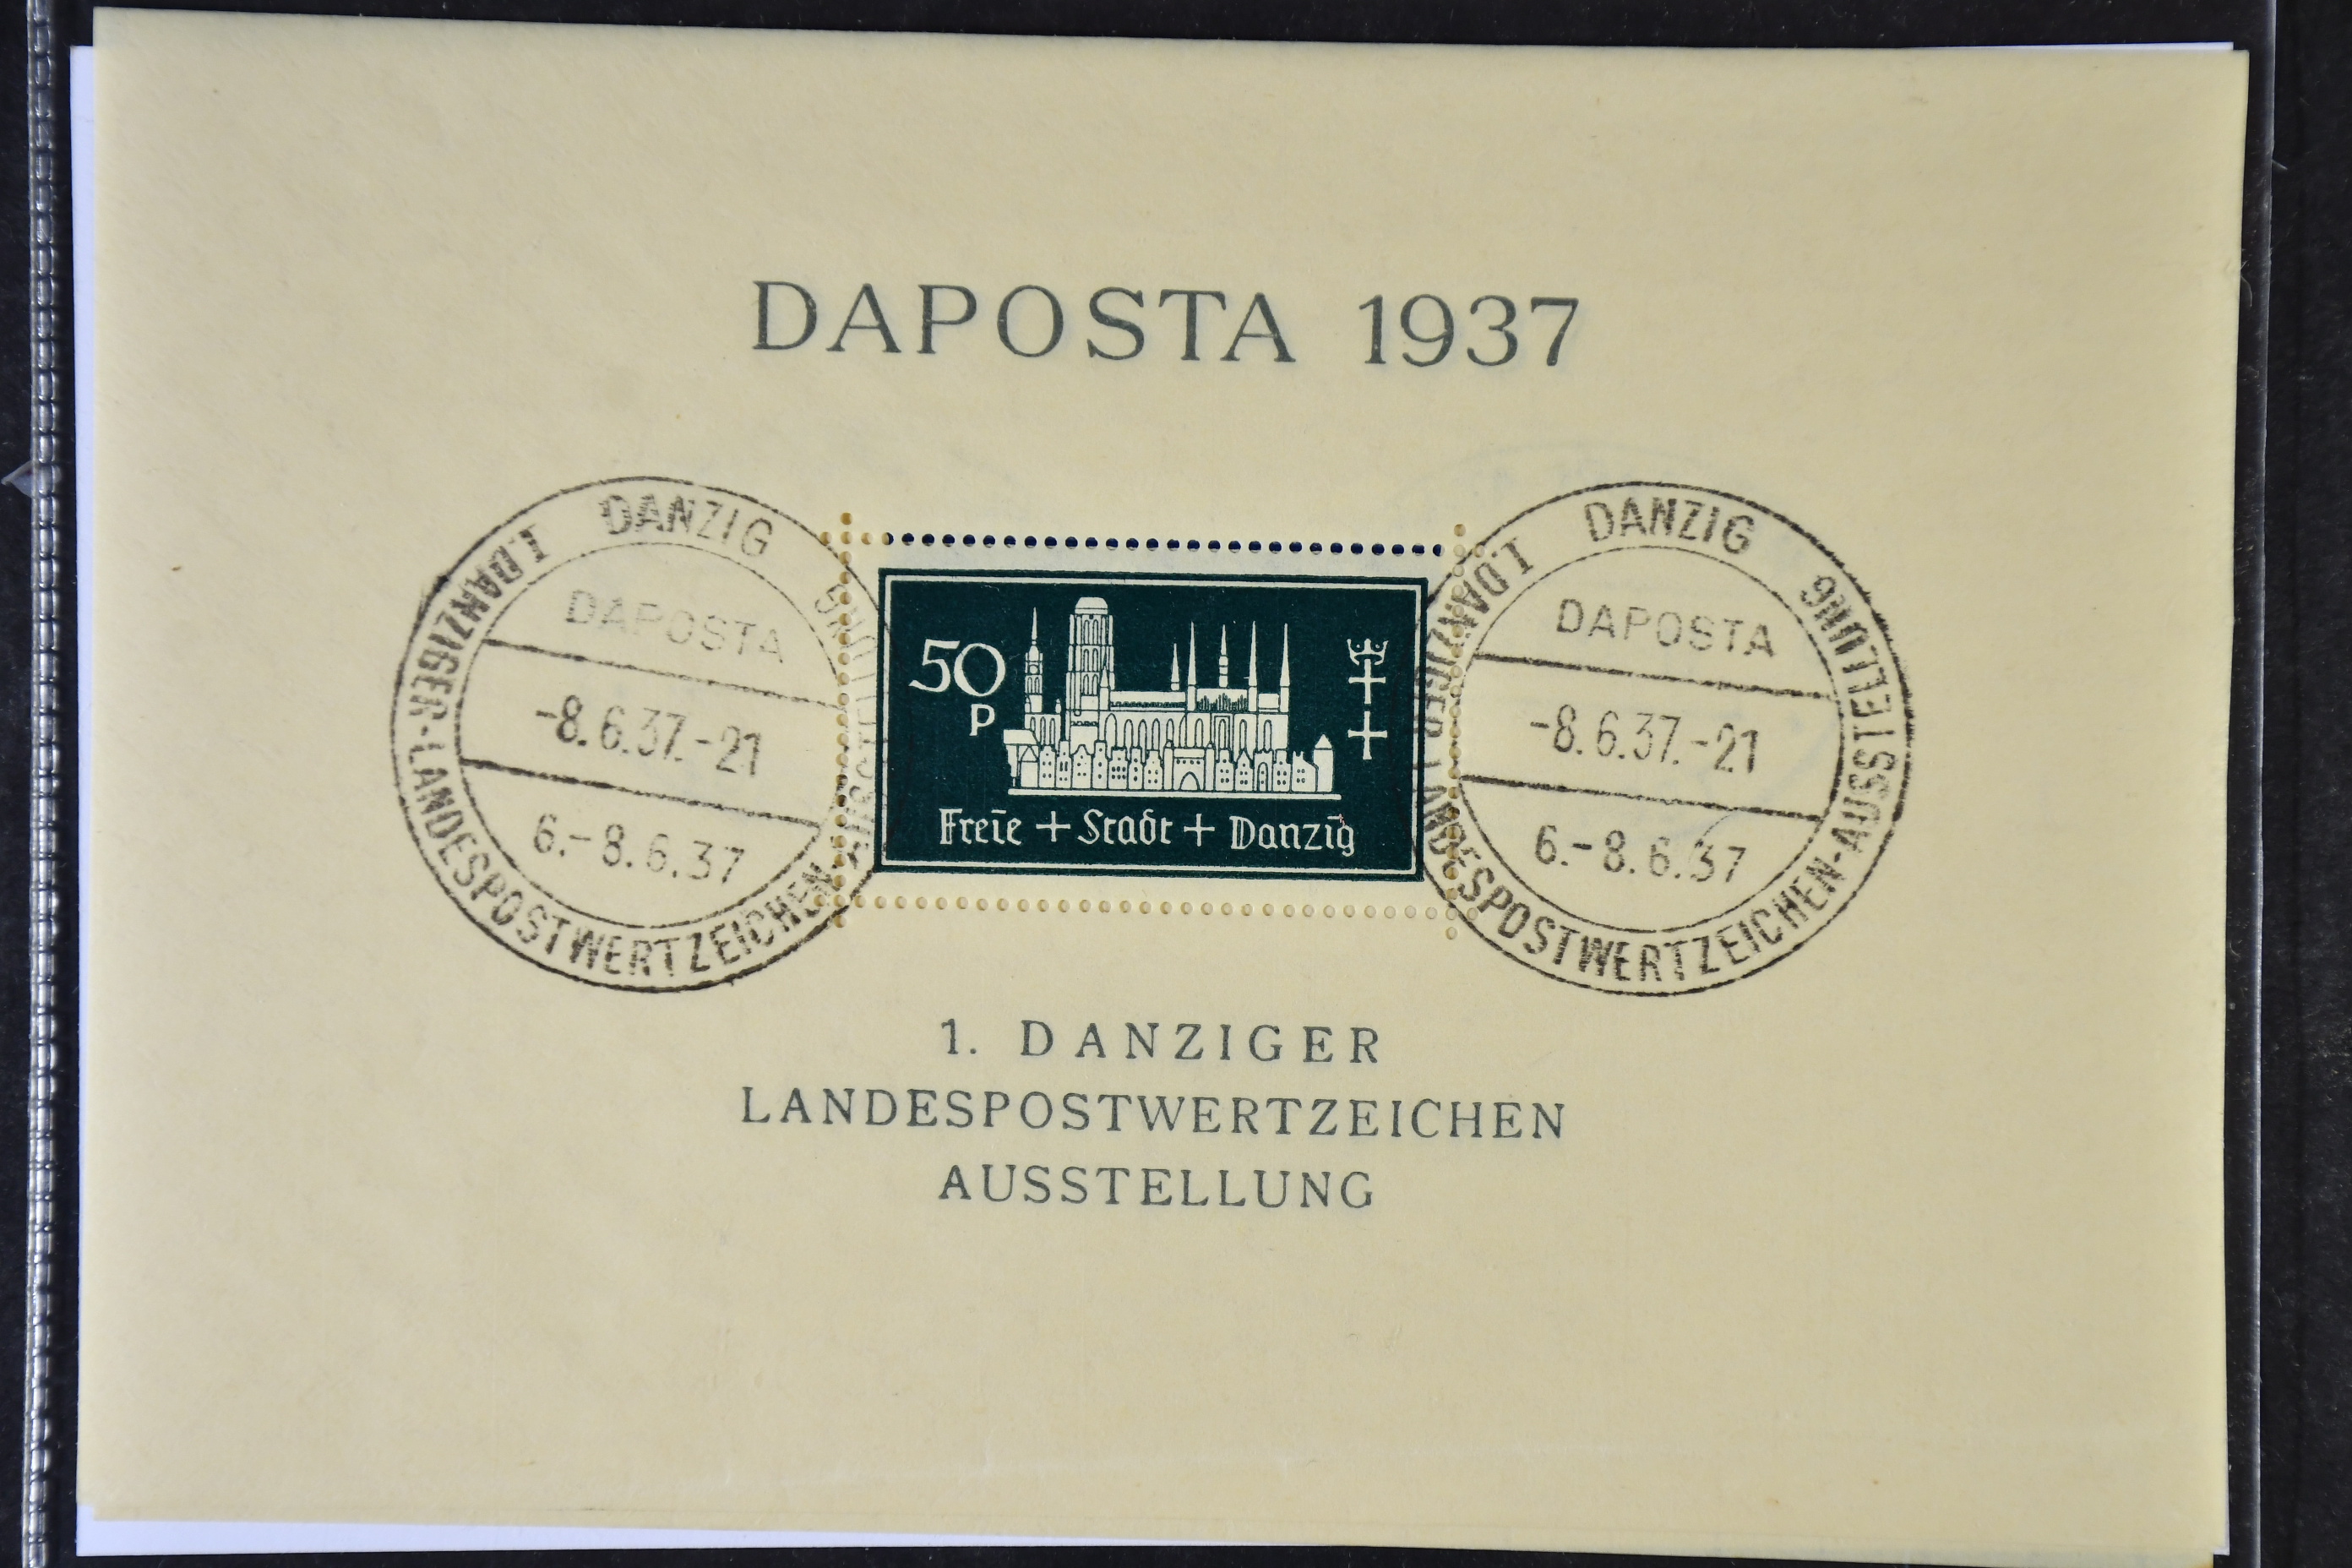 DAPOSTA 1937
DANZIG
1. DANZIGER-LANDESPOSTWERTZEICHEN-
DAPOSTA
-8.6.37.-21
6.-8.6.37
50
P
Freie + Stadt + Danzig
DANZIG
1. DANZIGER LANDESPOSTWERTZEICHEN-AUSSTELLUNG
DAPOSTA
-8.6.37.-21
6.-8.6.37
1. DANZIGER
LANDESPOSTWERTZEICHEN
AUSSTELLUNG